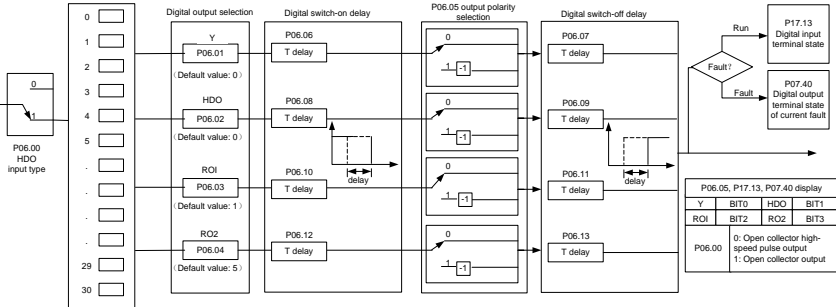 Digital output selection
Digital switch-on delay
P06.05 output polarity
selection
Digital switch-off delay
0
1
2
3
4
5
.
.
.
.
29
30
0
1
P06.00
HDO
input type
Y
P06.01
(Default value: 0)
HDO
P06.02
(Default value: 0)
ROI
P06.03
(Default value: 1)
RO2
P06.04
(Default value: 5)
P06.06
T delay
P06.08
T delay
delay
P06.10
T delay
P06.12
T delay
0
1
-1
0
1
-1
0
1
-1
0
1
-1
P06.07
T delay
P06.09
T delay
delay
P06.11
T delay
P06.13
T delay
Run
Fault?
Fault
P17.13
Digital input
terminal state
P07.40
Digital output
terminal state
of current fault
P06.05, P17.13, P07.40 display
Y BIT0 HDO BIT1
ROI BIT2 RO2 BIT3
P06.00
0: Open collector high-
speed pulse output
1: Open collector output